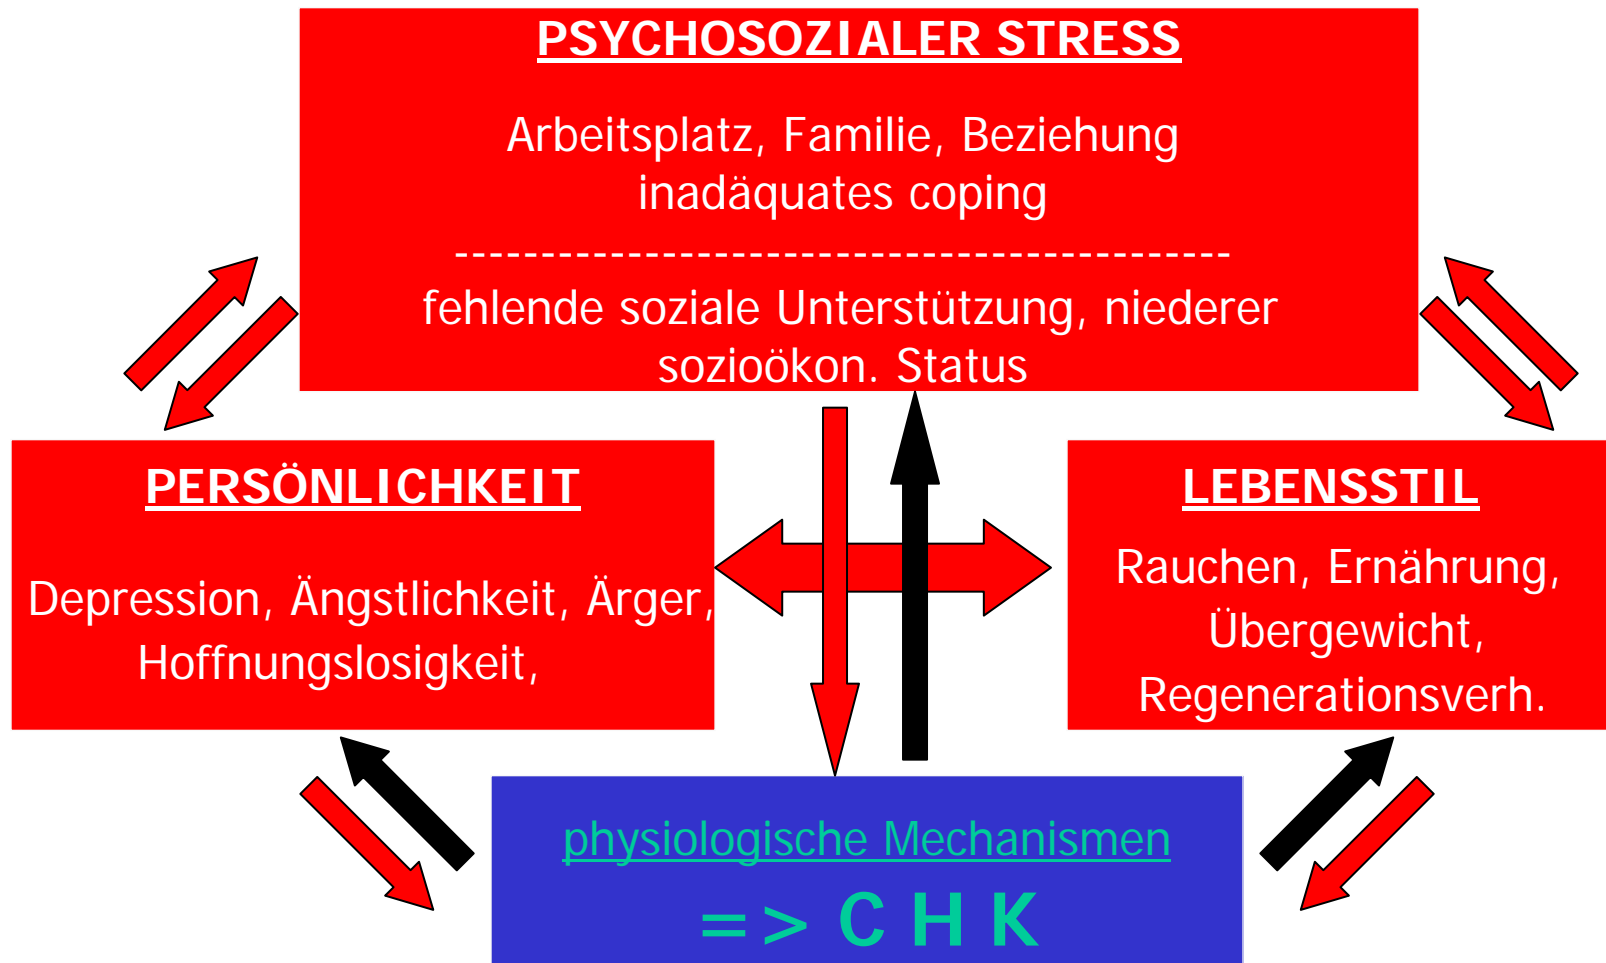 PSYCHOSOZIALER STRESS
Arbeitsplatz, Familie, Beziehung
inadäquates coping
-------------------------------------------
fehlende soziale Unterstützung, niederer
sozioökon. Status
PERSÖNLICHKEIT
Depression, Ängstlichkeit, Ärger,
Hoffnungslosigkeit,
LEBENSSTIL
Rauchen, Ernährung,
Übergewicht,
Regenerationsverh.
physiologische Mechanismen
=> C H K